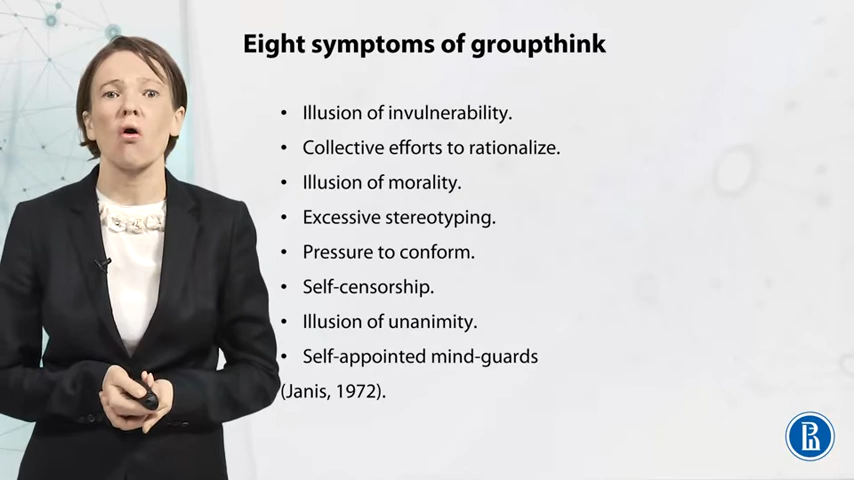 Eight symptoms of groupthink
• Illusion of invulnerability.
• Collective efforts to rationalize.
• Illusion of morality.
• Excessive stereotyping.
• Pressure to conform.
• Self-censorship.
• Illusion of unanimity.
• Self-appointed mind-guards
(Janis, 1972).